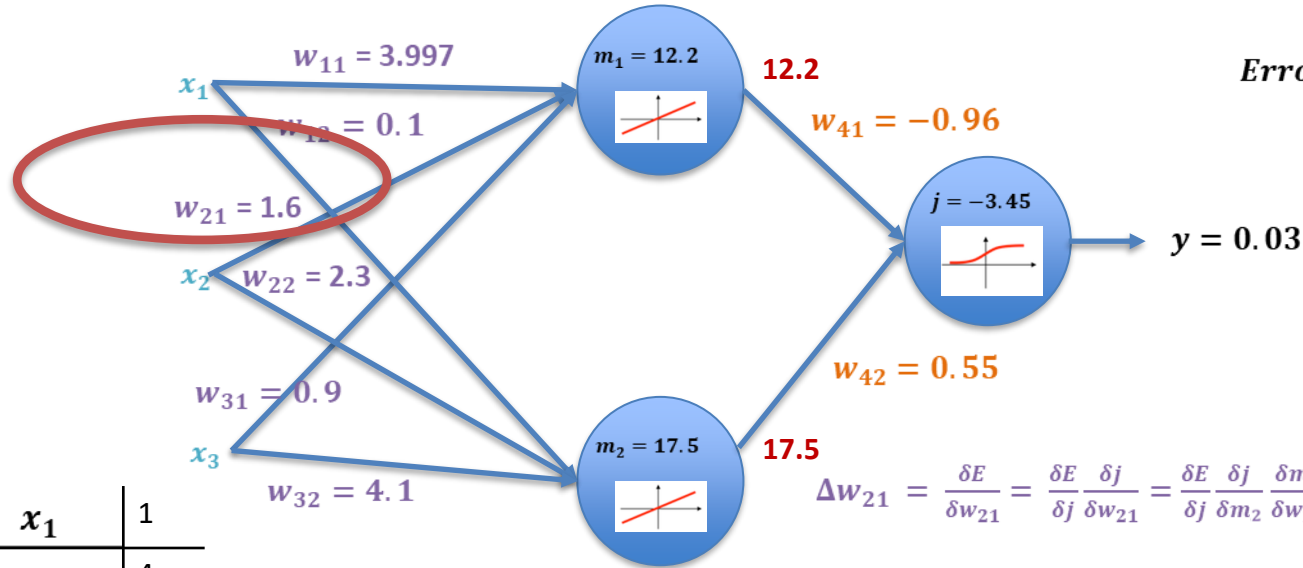 w₁₁ = 3.997
m₁ = 12.2
12.2
x₁
w₁₂ = 0.1
w₄₁ = −0.96
w₂₁ = 1.6
j = −3.45
y = 0.03
x₂
w₂₂ = 2.3
w₃₁ = 0.9
w₄₂ = 0.55
x₃
m₂ = 17.5
17.5
w₃₂ = 4.1
Δw₂₁ = δE/δw₂₁ = δE/δj δj/δw₂₁ = δE/δj δj/δm₂
x₁ 1